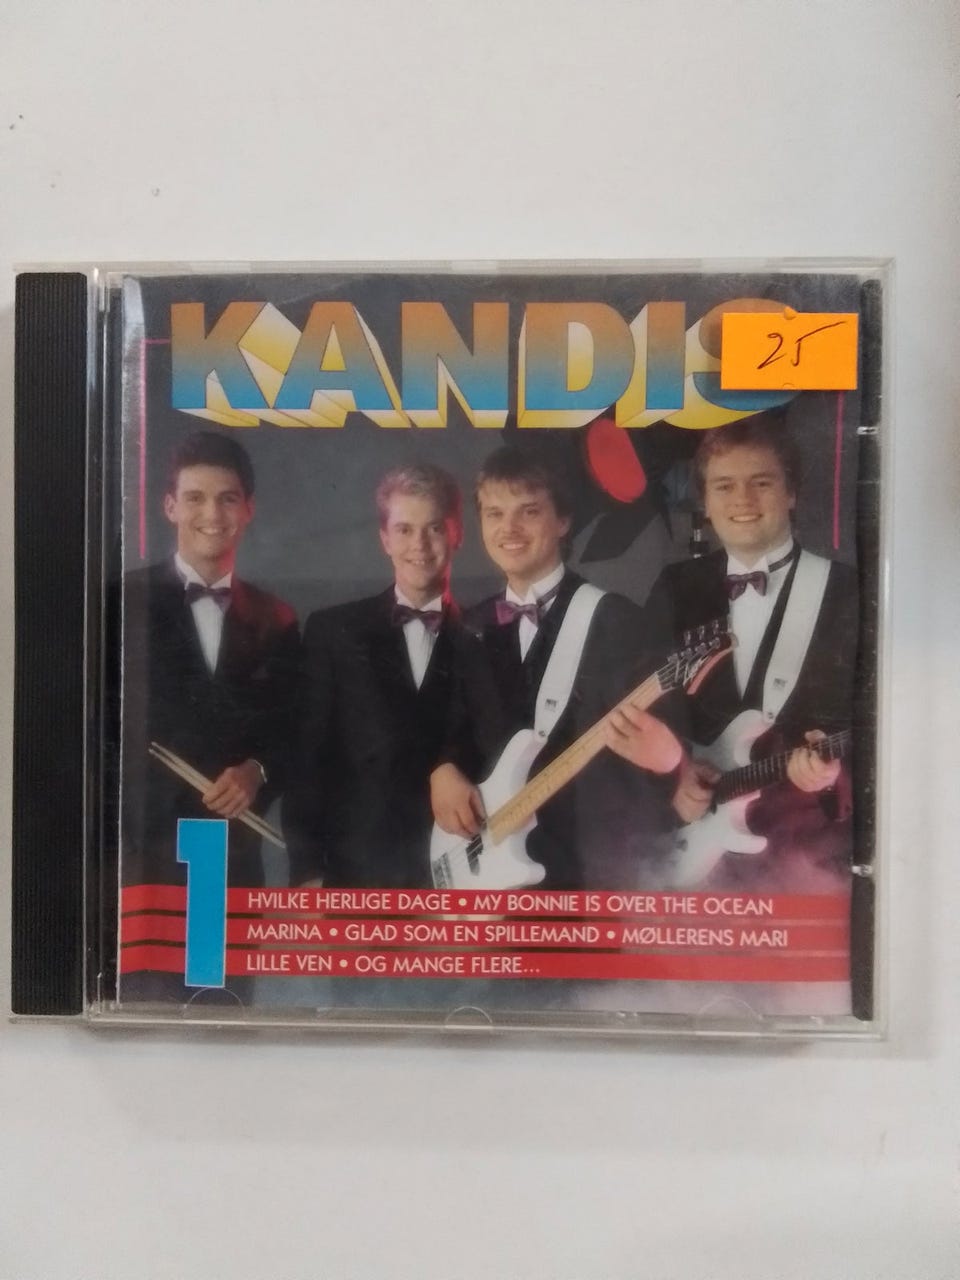 KANDIS
25
1
HVILKE HERLIGE DAGE • MY BONNIE IS OVER THE OCEAN
MARINA • GLAD SOM EN SPILLEMAND • MØLLERENS MARI
LILLE VEN • OG MANGE FLERE...